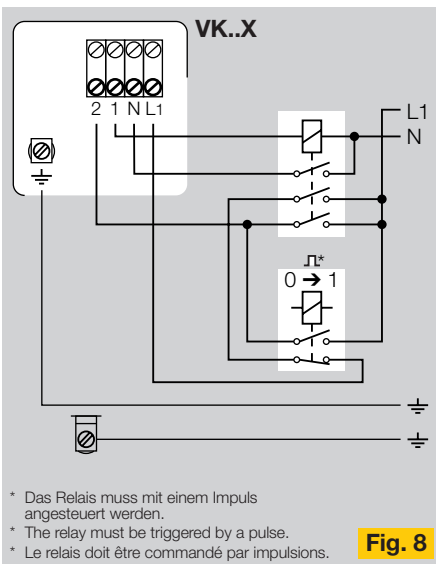 VK..X
2 1 N L1
L1
N
*
0 → 1
* Das Relais muss mit einem Impuls
angesteuert werden.
* The relay must be triggered by a pulse.
* Le relais doit être commandé par impulsions.
Fig. 8